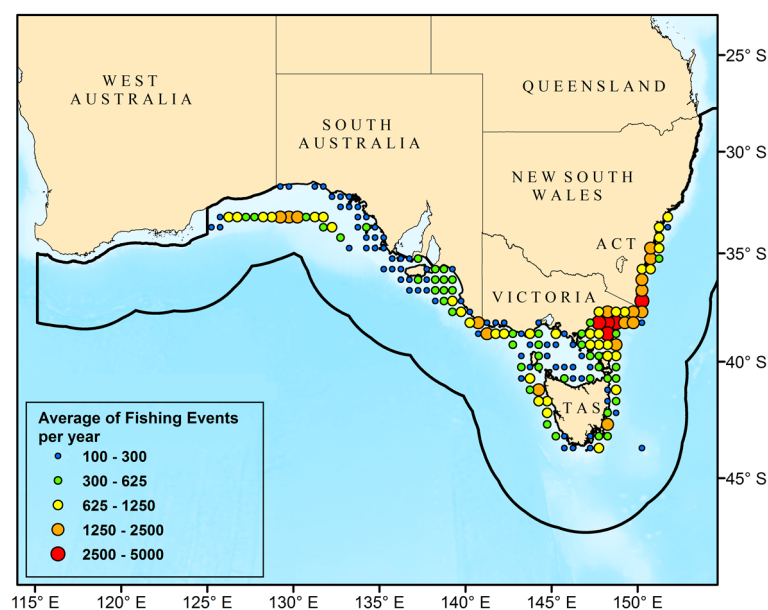 25° S
WEST
AUSTRALIA
QUEENSLAND
SOUTH
AUSTRALIA
30° S
NEW SOUTH
WALES
ACT
35° S
VICTORIA
40° S
TAS
Average of Fishing Events
per year
100 - 300
300 - 625
625 - 1250
1250 - 2500
2500 - 5000
45° S
115° E 120° E 125° E 130° E 135° E 140° E 145° E 150° E